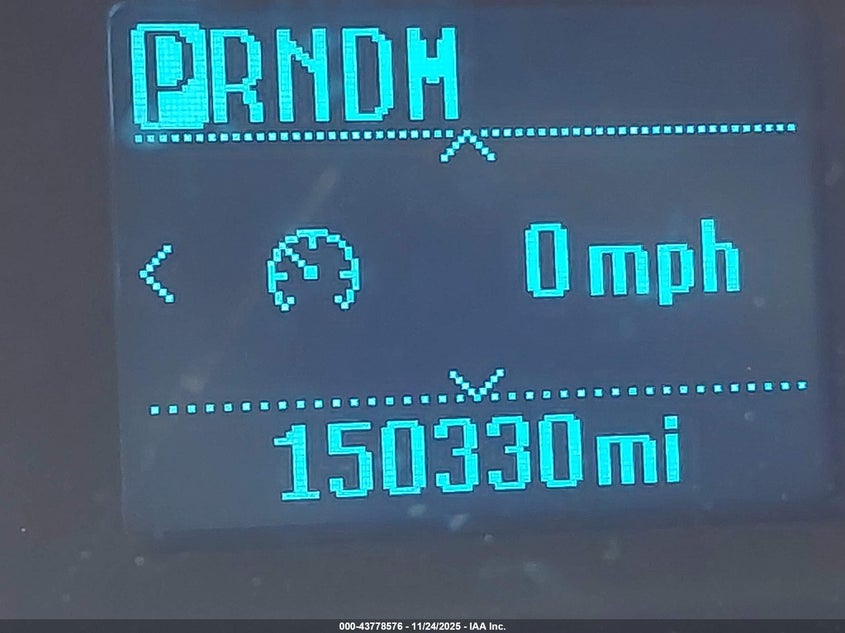 PRNDM
0 mph
150330mi
000-43778576 - 11/24/2025 - IAA Inc.